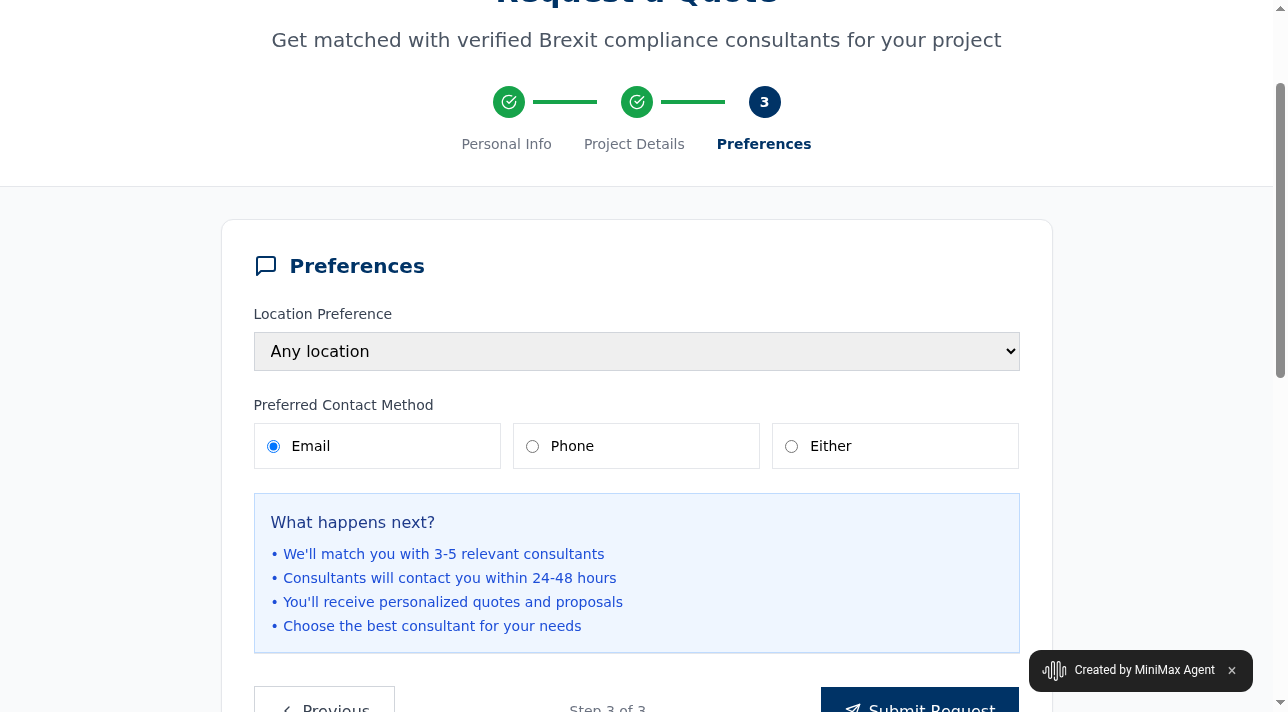 Request a Quote
Get matched with verified Brexit compliance consultants for your project
3
Personal Info
Project Details
Preferences
Preferences
Location Preference
Any location
Preferred Contact Method
Email
Phone
Either
What happens next?
• We'll match you with 3-5 relevant consultants
• Consultants will contact you within 24-48 hours
• You'll receive personalized quotes and proposals
• Choose the best consultant for your needs
Created by MiniMax Agent ×
Previous
Step 3 of 3
Submit Request